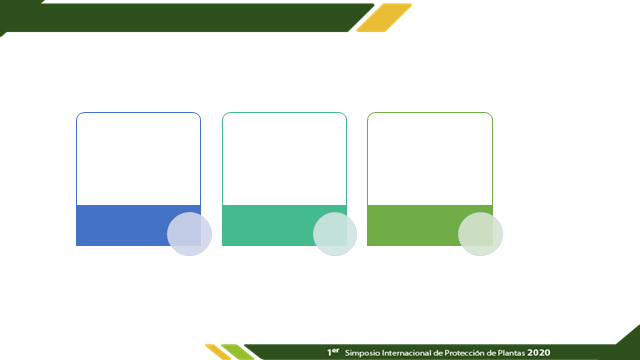 1er Simposio Internacional de Protección de Plantas 2020